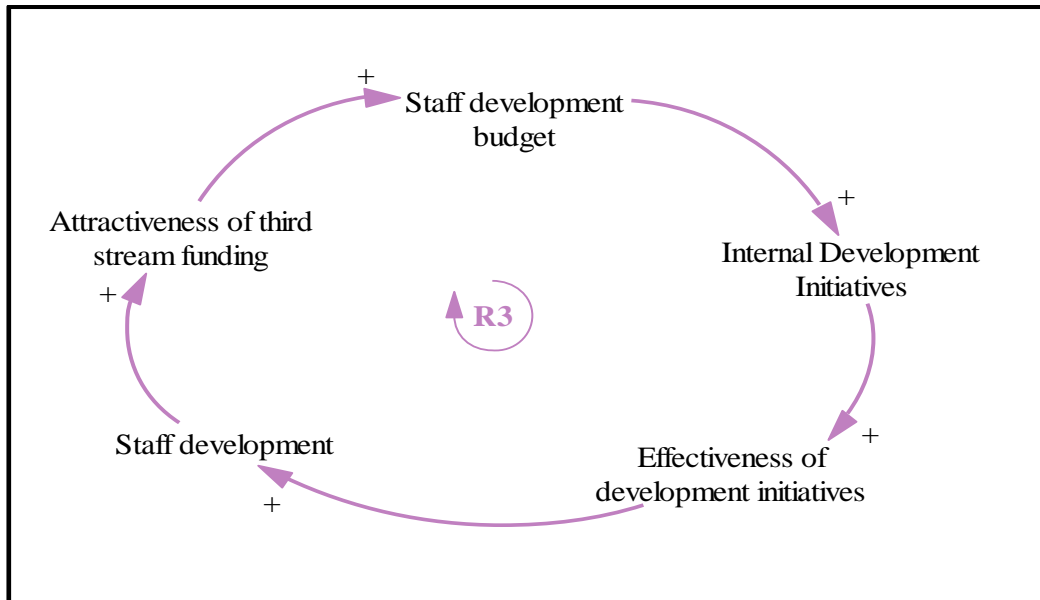 +
Staff development
budget
+
Attractiveness of third
stream funding
Internal Development
Initiatives
+
R3
+
Staff development
Effectiveness of
development initiatives
+